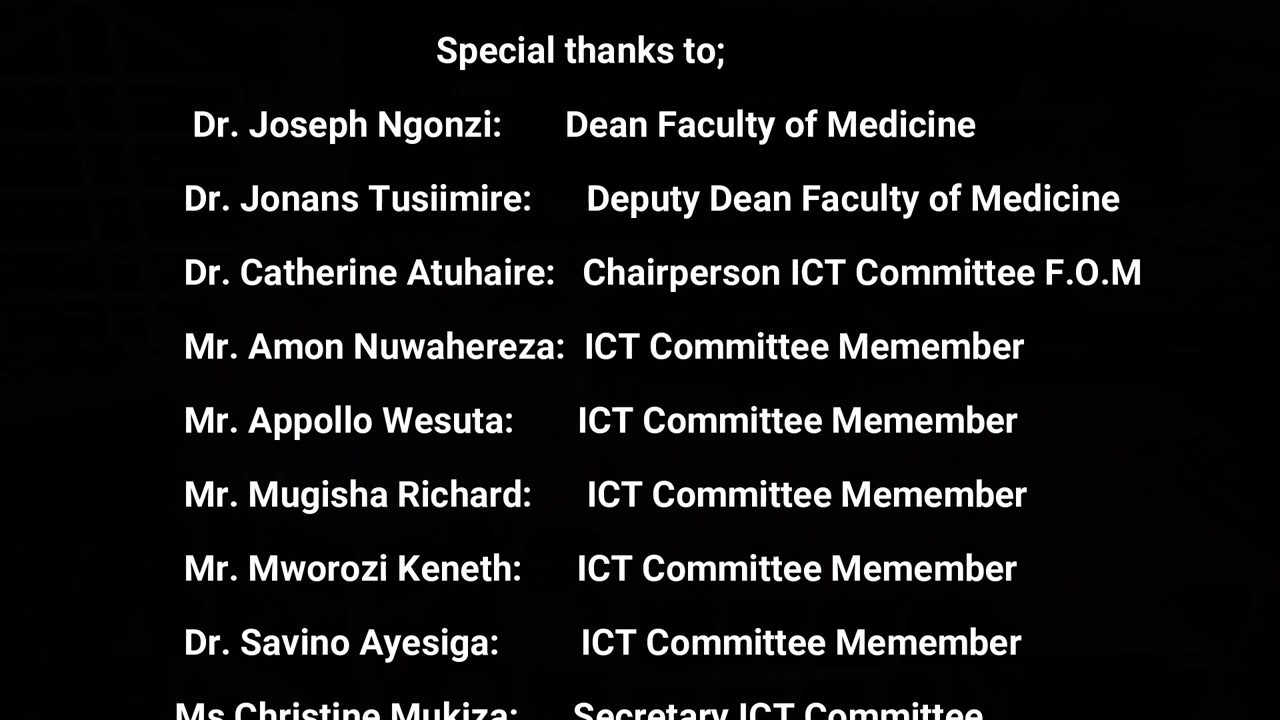 Special thanks to;
Dr. Joseph Ngonzi: Dean Faculty of Medicine
Dr. Jonans Tusiimire: Deputy Dean Faculty of Medicine
Dr. Catherine Atuhaire: Chairperson ICT Committee F.O.M
Mr. Amon Nuwahereza: ICT Committee Memember
Mr. Appollo Wesuta: ICT Committee Memember
Mr. Mugisha Richard: ICT Committee Memember
Mr. Mworozi Keneth: ICT Committee Memember
Dr. Savino Ayesiga: ICT Committee Memember
Ms Christine Mukiza: Secretary ICT Committee